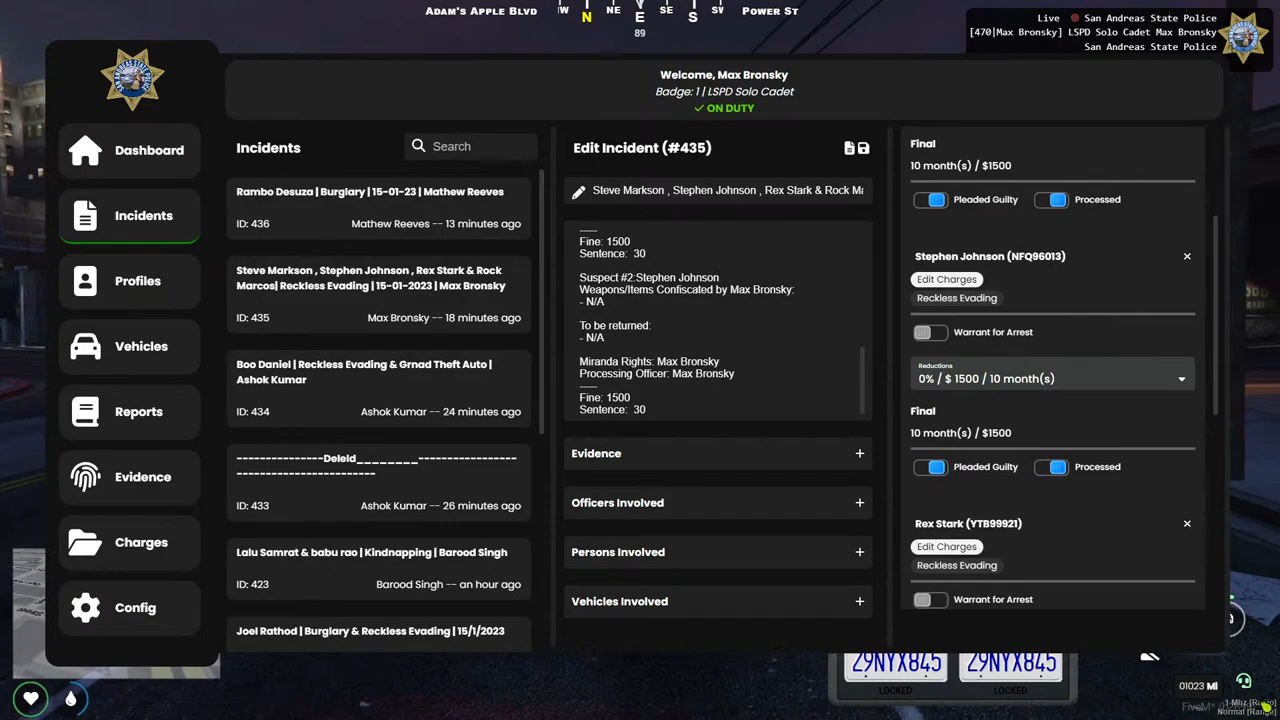 ADAM'S APPLE BLVD
W
N
NE
E
SE
S
SW
POWER ST
89
Live San Andreas State Police
[470|Max Bronsky] LSPD Solo Cadet Max Bronsky
San Andreas State Police
Welcome, Max Bronsky
Badge: 1 | LSPD Solo Cadet
ON DUTY
Dashboard
Incidents
Profiles
Vehicles
Reports
Evidence
Charges
Config
Incidents
Search
Rambo Desuza | Burglary | 15-01-23 | Mathew Reeves
ID: 436 Mathew Reeves -- 13 minutes ago
Steve Markson , Stephen Johnson , Rex Stark & Rock
Marcos| Reckless Evading | 15-01-2023 | Max Bronsky
ID: 435 Max Bronsky -- 18 minutes ago
Boo Daniel | Reckless Evading & Grnad Theft Auto |
Ashok Kumar
ID: 434 Ashok Kumar -- 24 minutes ago
---------------DeleId________------------------
-------------------------
ID: 433 Ashok Kumar -- 26 minutes ago
Lalu Samrat & babu rao | Kindnapping | Barood Singh
ID: 423 Barood Singh -- an hour ago
Joel Rathod | Burglary & Reckless Evading | 15/1/2023
Edit Incident (#435)
Steve Markson , Stephen Johnson , Rex Stark & Rock Ma
-----
Fine: 1500
Sentence: 30
Suspect #2:Stephen Johnson
Weapons/Items Confiscated by Max Bronsky:
- N/A
To be returned:
- N/A
Miranda Rights: Max Bronsky
Processing Officer: Max Bronsky
-----
Fine: 1500
Sentence: 30
Evidence +
Officers Involved +
Persons Involved +
Vehicles Involved +
Final
10 month(s) / $1500
Pleaded Guilty Processed
Stephen Johnson (NFQ96013)
Edit Charges
Reckless Evading
Warrant for Arrest
Reductions
0% / $ 1500 / 10 month(s)
Final
10 month(s) / $1500
Pleaded Guilty Processed
Rex Stark (YTB99921)
Edit Charges
Reckless Evading
Warrant for Arrest
Z9NYX845 Z9NYX845
LOCKED LOCKED
01023 Mi
1 Mhz [Range]
Normal [Range]